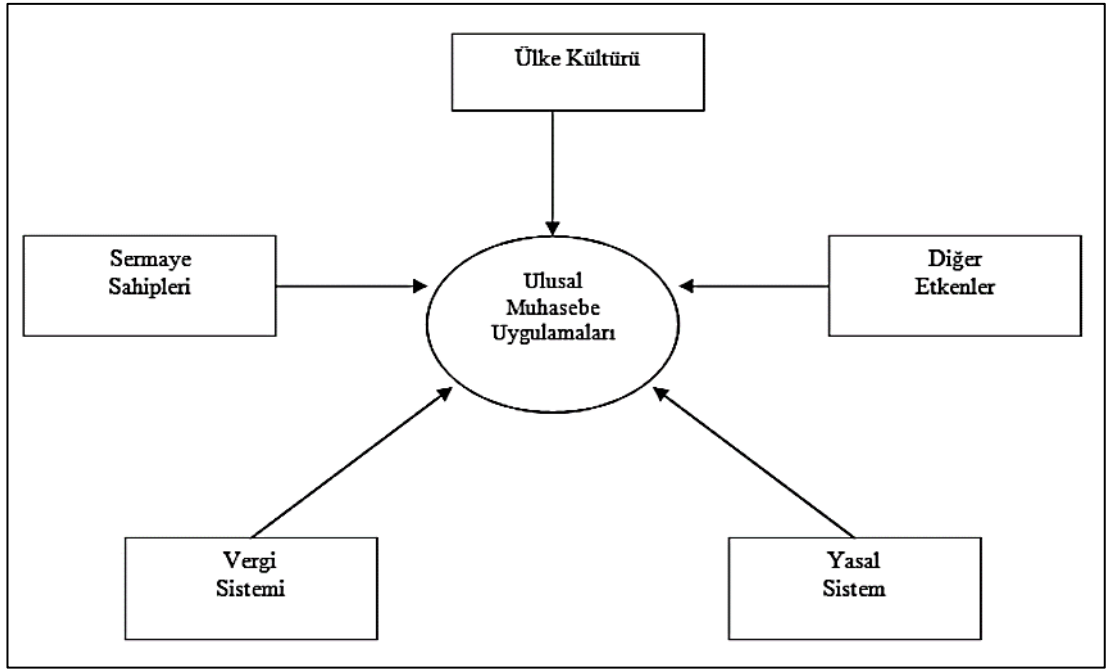 Ülke Kültürü
Sermaye
Sahipleri
Ulusal
Muhasebe
Uygulamaları
Diğer
Etkenler
Vergi
Sistemi
Yasal
Sistem